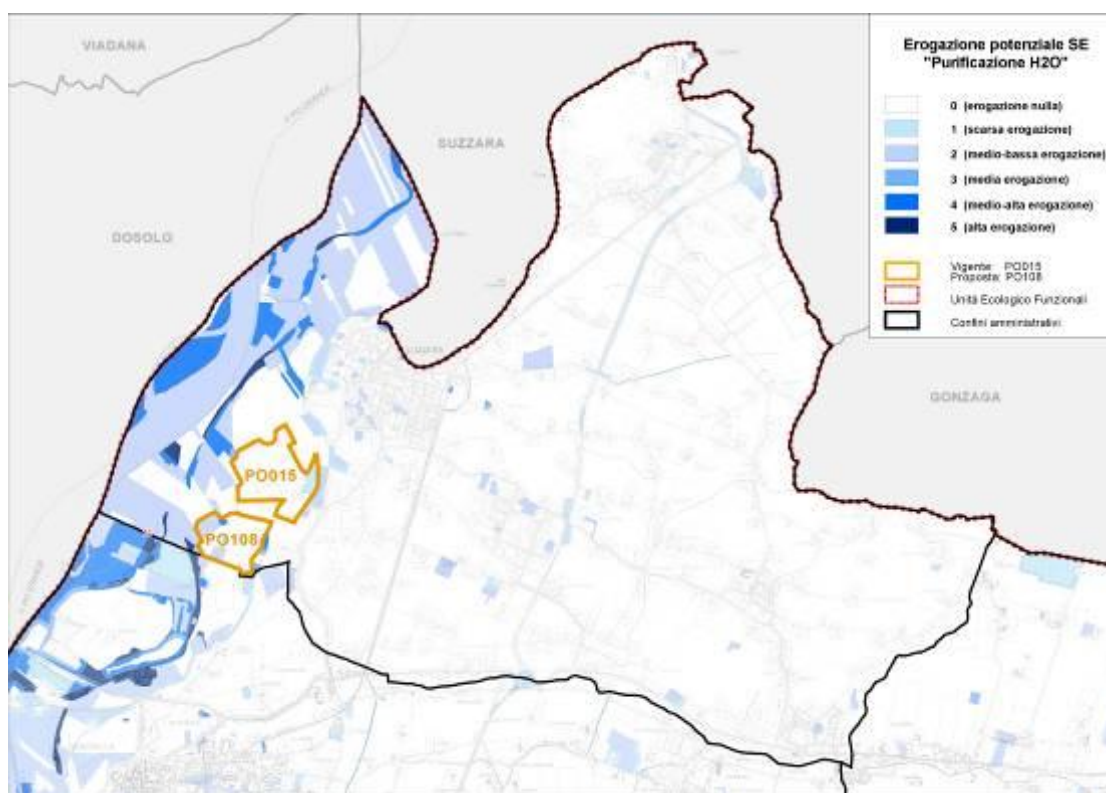 VIADANA
SUZZARA
DOSOLO
GONZAGA
PO015
PO108
Erogazione potenziale SE
"Purificazione H2O"
0 (erogazione nulla)
1 (scarsa erogazione)
2 (medio-bassa erogazione)
3 (media erogazione)
4 (medio-alta erogazione)
5 (alta erogazione)
Vigente: PO015
Proposta: PO108
Unità Ecologico Funzionali
Confini amministrativi